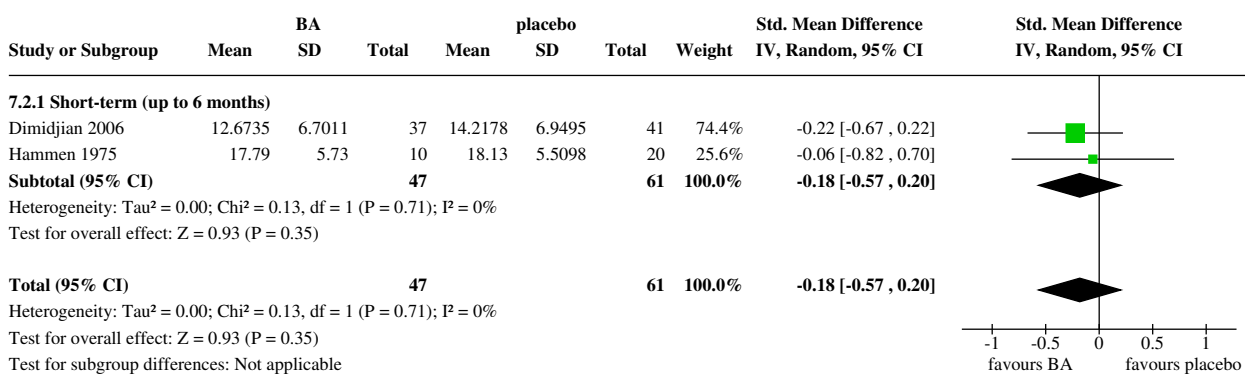 BA placebo Std. Mean Difference Std. Mean Difference
Study or Subgroup Mean SD Total Mean SD Total Weight IV, Random, 95% CI IV, Random, 95% CI
7.2.1 Short-term (up to 6 months)
Dimidjian 2006 12.6735 6.7011 37 14.2178 6.9495 41 74.4% -0.22 [-0.67 , 0.22]
Hammen 1975 17.79 5.73 10 18.13 5.5098 20 25.6% -0.06 [-0.82 , 0.70]
Subtotal (95% CI) 47 61 100.0% -0.18 [-0.57 , 0.20]
Heterogeneity: Tau² = 0.00; Chi² = 0.13, df = 1 (P = 0.71); I² = 0%
Test for overall effect: Z = 0.93 (P = 0.35)
Total (95% CI) 47 61 100.0% -0.18 [-0.57 , 0.20]
Heterogeneity: Tau² = 0.00; Chi² = 0.13, df = 1 (P = 0.71); I² = 0%
Test for overall effect: Z = 0.93 (P = 0.35) -1 -0.5 0 0.5 1
Test for subgroup differences: Not applicable favours BA favours placebo